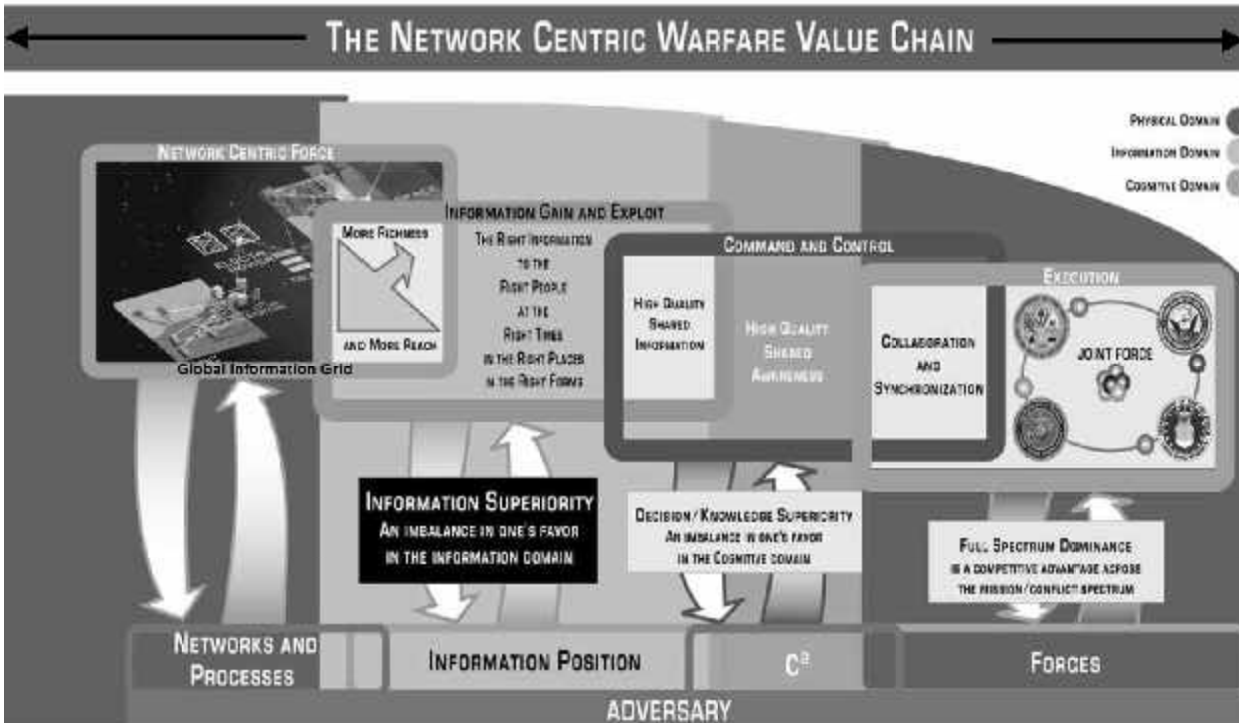 THE NETWORK CENTRIC WARFARE VALUE CHAIN
PHYSICAL DOMAIN
INFORMATION DOMAIN
COGNITIVE DOMAIN
NETWORK CENTRIC FORCE
Global Information Grid
INFORMATION GAIN AND EXPLOIT
MORE RICHNESS
AND MORE REACH
THE RIGHT INFORMATION
TO THE
RIGHT PEOPLE
AT THE
RIGHT TIMES
IN THE RIGHT PLACES
IN THE RIGHT FORMS
COMMAND AND CONTROL
HIGH QUALITY
SHARED
INFORMATION
HIGH QUALITY
SHARED
AWARENESS
COLLABORATION
AND
SYNCHRONIZATION
EXECUTION
JOINT FORCE
INFORMATION SUPERIORITY
AN IMBALANCE IN ONE'S FAVOR
IN THE INFORMATION DOMAIN
DECISION/KNOWLEDGE SUPERIORITY
AN IMBALANCE IN ONE'S FAVOR
IN THE COGNITIVE DOMAIN
FULL SPECTRUM DOMINANCE
IS A COMPETITIVE ADVANTAGE ACROSS
THE MISSION/CONFLICT SPECTRUM
NETWORKS AND
PROCESSES
INFORMATION POSITION
C²
FORCES
ADVERSARY